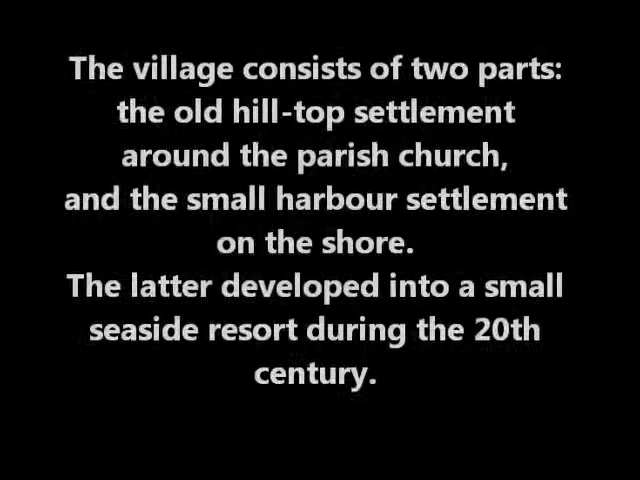 The village consists of two parts:
the old hill-top settlement
around the parish church,
and the small harbour settlement
on the shore.
The latter developed into a small
seaside resort during the 20th
century.